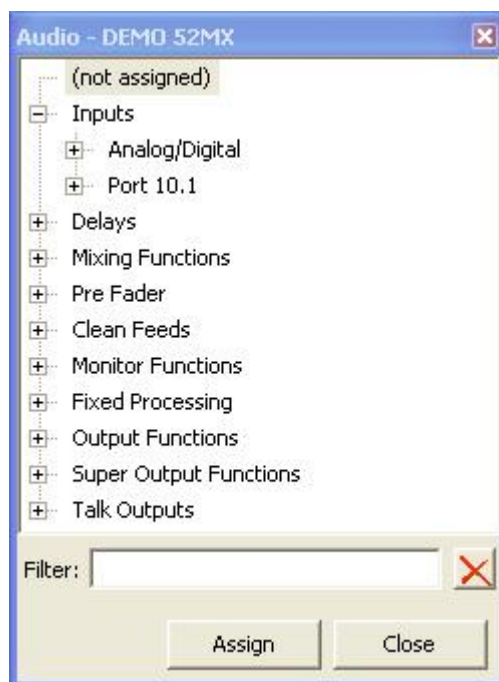 Audio - DEMO 52MX
(not assigned)
Inputs
Analog/Digital
Port 10.1
Delays
Mixing Functions
Pre Fader
Clean Feeds
Monitor Functions
Fixed Processing
Output Functions
Super Output Functions
Talk Outputs
Filter:
Assign Close